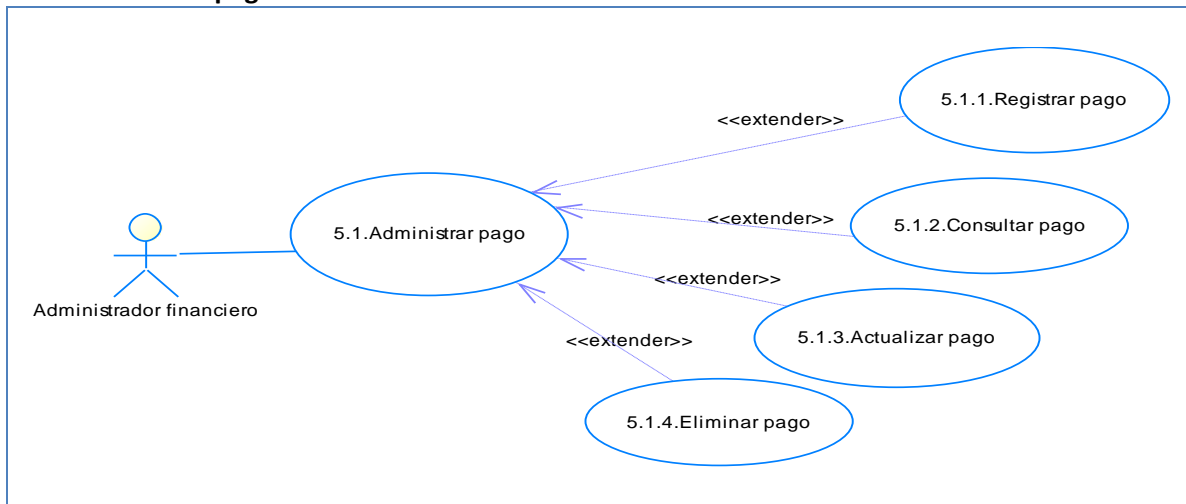 5.1.1.Registrar pago
<<extender>>
<<extender>>
5.1.2.Consultar pago
5.1.Administrar pago
<<extender>>
Administrador financiero
<<extender>>
5.1.3.Actualizar pago
5.1.4.Eliminar pago